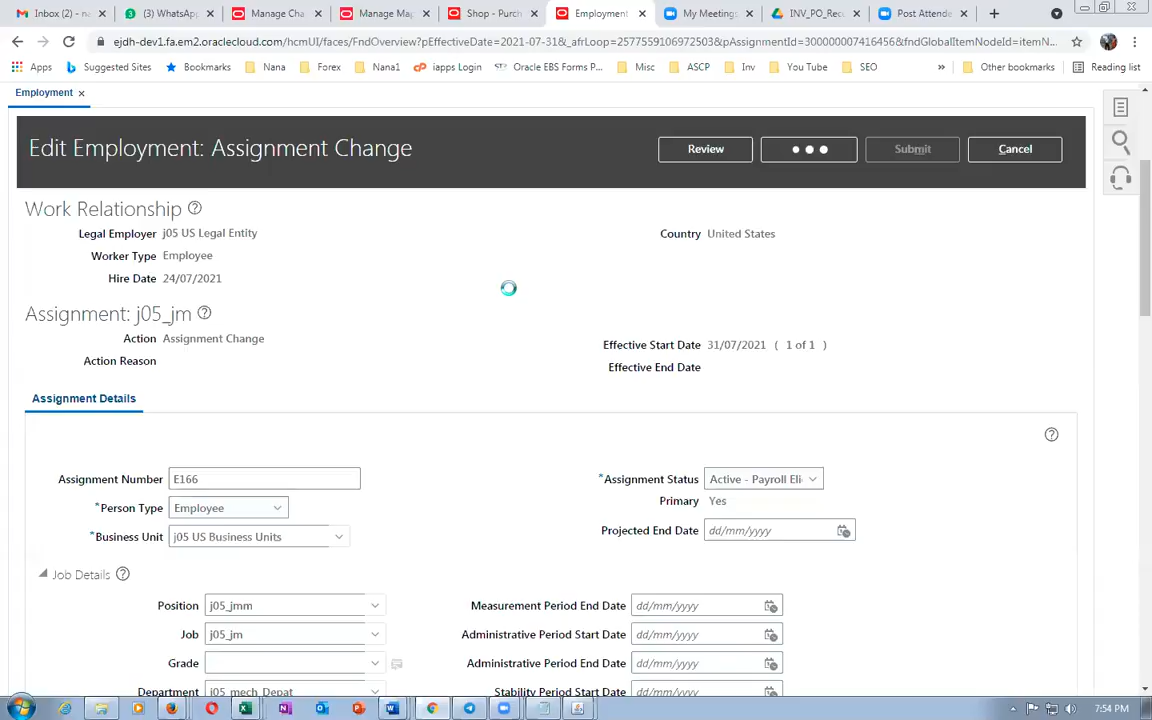 Inbox (2) - n
(3) WhatsApp
Manage Cha
Manage Map
Shop - Purch
Employment
My Meetings
INV_PO_Recu
Post Attende
ejdh-dev1.fa.em2.oraclecloud.com/hcmUI/faces/FndOverview?pEffectiveDate=2021-07-31&_afrLoop=2577559106972503&pAssignmentId=300000007416456&fndGlobalItemNodeId=itemN...
Apps
Suggested Sites
Bookmarks
Nana
Forex
Nana1
iapps Login
Oracle EBS Forms P...
Misc
ASCP
Inv
You Tube
SEO
»
Other bookmarks
Reading list
Employment
Edit Employment: Assignment Change
Review
Submit
Cancel
Work Relationship
Legal Employer j05 US Legal Entity
Country United States
Worker Type Employee
Hire Date 24/07/2021
Assignment: j05_jm
Action Assignment Change
Effective Start Date 31/07/2021 ( 1 of 1 )
Action Reason
Effective End Date
Assignment Details
Assignment Number E166
*Assignment Status Active - Payroll Eli
*Person Type Employee
Primary Yes
*Business Unit j05 US Business Units
Projected End Date dd/mm/yyyy
Job Details
Position j05_jmm
Measurement Period End Date dd/mm/yyyy
Job j05_jm
Administrative Period Start Date dd/mm/yyyy
Grade
Administrative Period End Date dd/mm/yyyy
Department j05_mech_Depat
Stability Period Start Date dd/mm/yyyy
7:54 PM